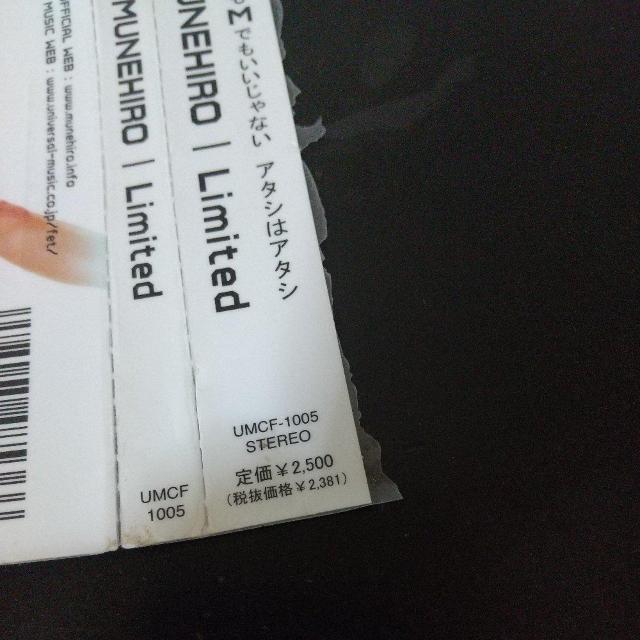 Mでもいいじゃない アタシはアタシ
MUNEHIRO | Limited
UMCF-1005
STEREO
定価¥2,500
(税抜価格¥2,381)
MUNEHIRO | Limited
UMCF
1005
OFFICIAL WEB : www.munehiro.info
MUSIC WEB : www.universal-music.co.jp/fei/